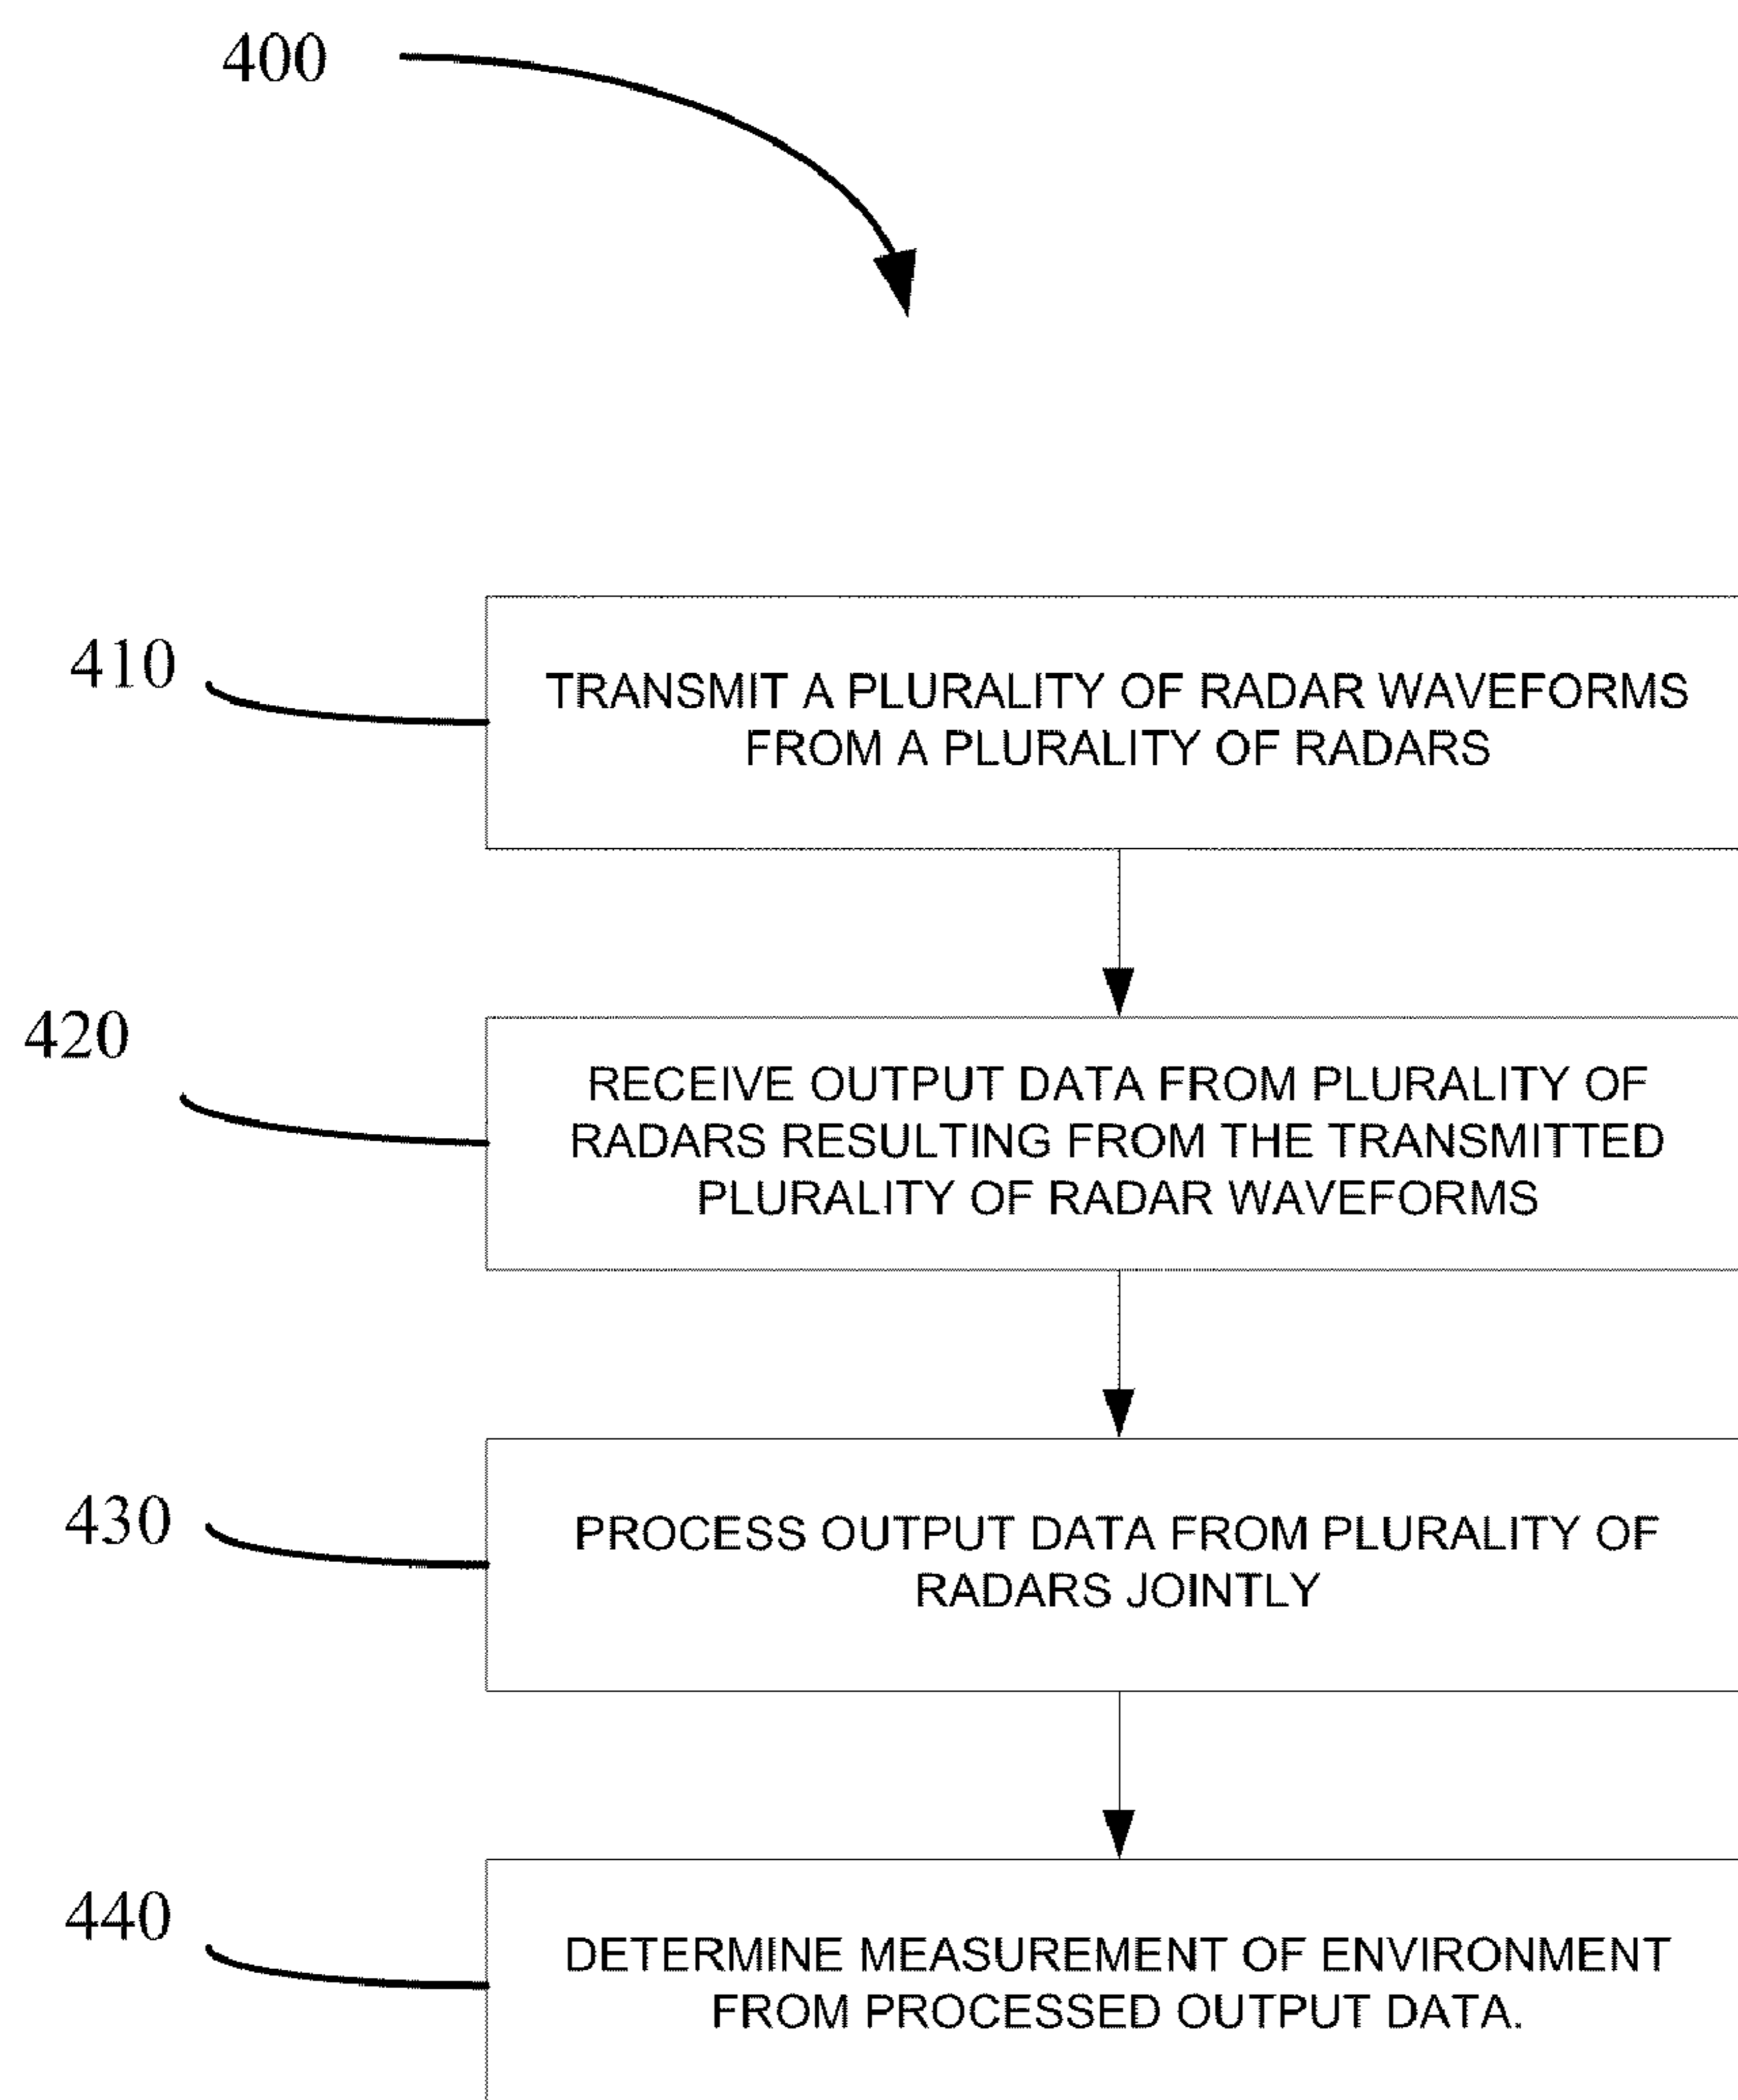 400
410
TRANSMIT A PLURALITY OF RADAR WAVEFORMS
FROM A PLURALITY OF RADARS
420
RECEIVE OUTPUT DATA FROM PLURALITY OF
RADARS RESULTING FROM THE TRANSMITTED
PLURALITY OF RADAR WAVEFORMS
430
PROCESS OUTPUT DATA FROM PLURALITY OF
RADARS JOINTLY
440
DETERMINE MEASUREMENT OF ENVIRONMENT
FROM PROCESSED OUTPUT DATA.